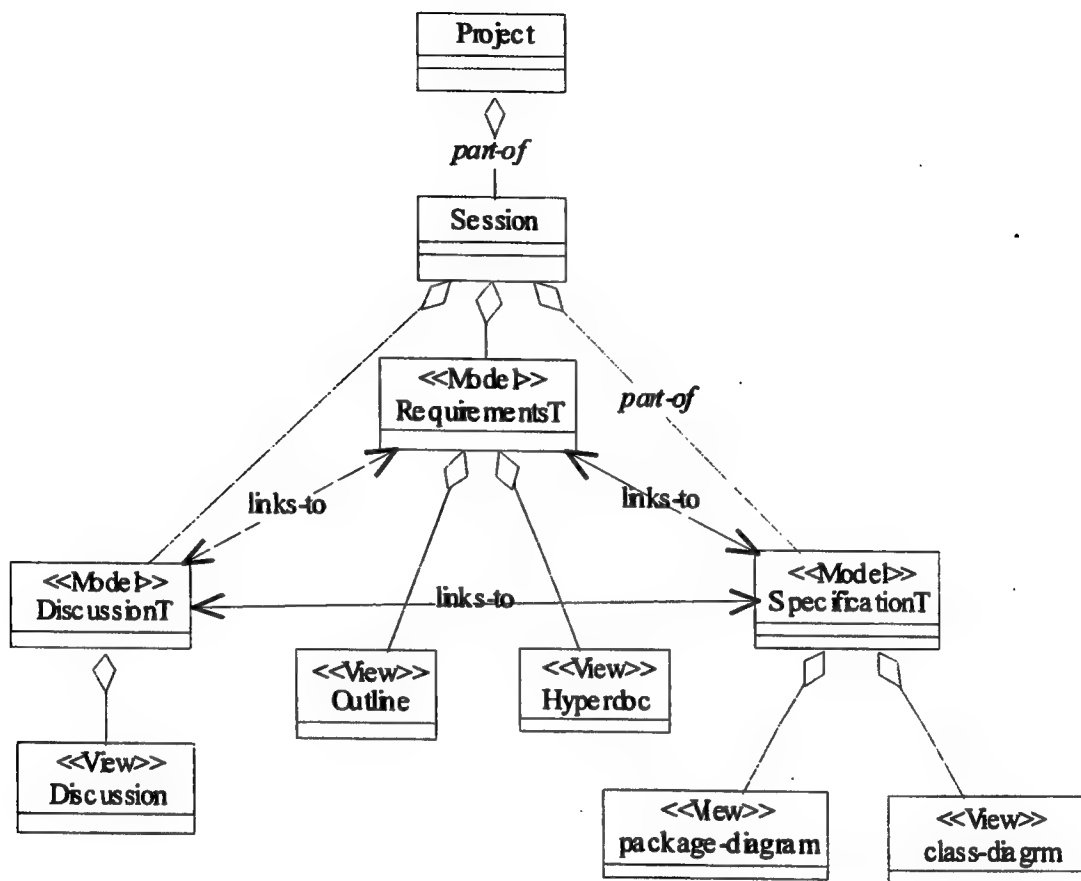 Project
part-of
Session
<<Model>>
RequirementsT
part-of
links-to
links-to
<<Model>>
DiscussionT
links-to
<<Model>>
SpecificationT
<<View>>
Outline
<<View>>
Hyperdoc
<<View>>
Discussion
<<View>>
package-diagram
<<View>>
class-diagrm